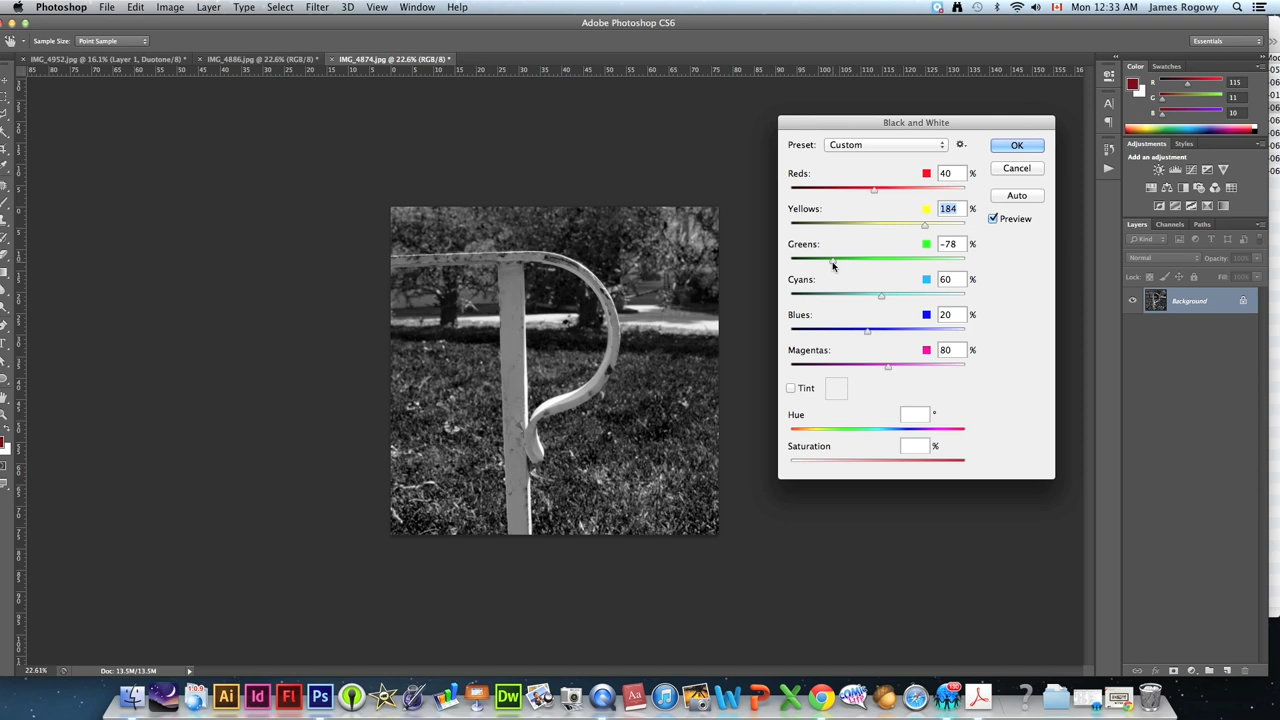 Photoshop File Edit Image Layer Type Select Filter 3D View Window Help Mon 12:33 AM James Rogowy
Adobe Photoshop CS6
Sample Size: Point Sample Essentials
IMG_4952.jpg @ 16.1% (Layer 1, Duotone/8) * IMG_4886.jpg @ 22.6% (RGB/8) * IMG_4874.jpg @ 22.6% (RGB/8) *
Color Swatches
R 115
G 11
B 10
Black and White
Preset: Custom OK
Reds: 40 %
Cancel
Auto
Yellows: 184 %
Preview
Greens: -78 %
Cyans: 60 %
Blues: 20 %
Magentas: 80 %
Tint
Hue °
Saturation %
Adjustments Styles
Add an adjustment
Layers Channels Paths
Kind
Normal Opacity: 100%
Lock: Fill: 100%
Background
22.61% Doc: 13.5M/13.5M
Ai Id Fl Ps Dw